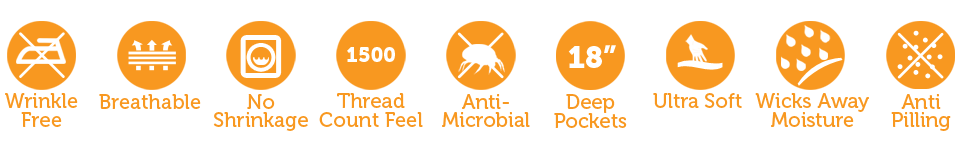 Wrinkle
Free
Breathable
No
Shrinkage
1500
Thread
Count Feel
Anti-
Microbial
18”
Deep
Pockets
Ultra Soft
Wicks Away
Moisture
Anti
Pilling